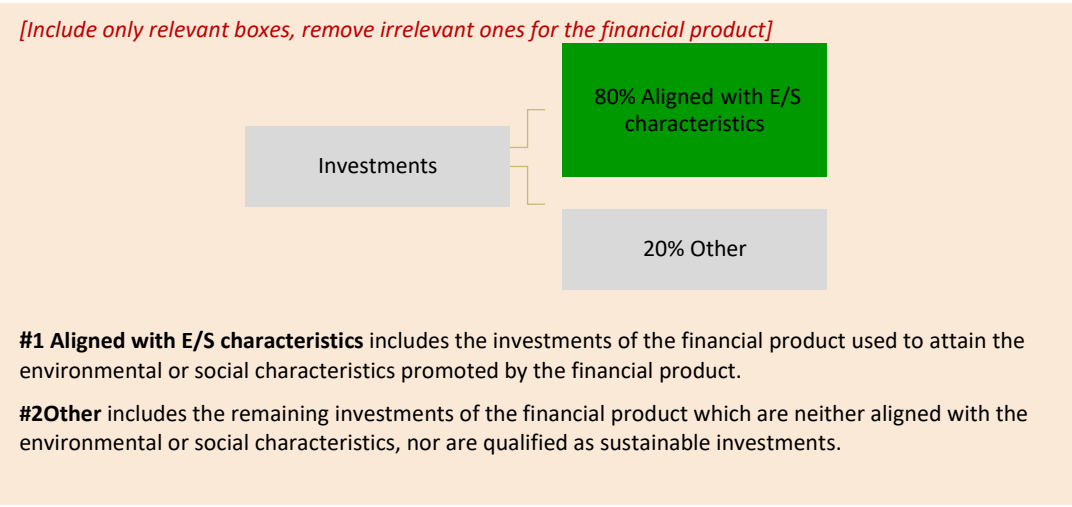 [Include only relevant boxes, remove irrelevant ones for the financial product]
80% Aligned with E/S
characteristics
Investments
20% Other
#1 Aligned with E/S characteristics includes the investments of the financial product used to attain the
environmental or social characteristics promoted by the financial product.
#2Other includes the remaining investments of the financial product which are neither aligned with the
environmental or social characteristics, nor are qualified as sustainable investments.